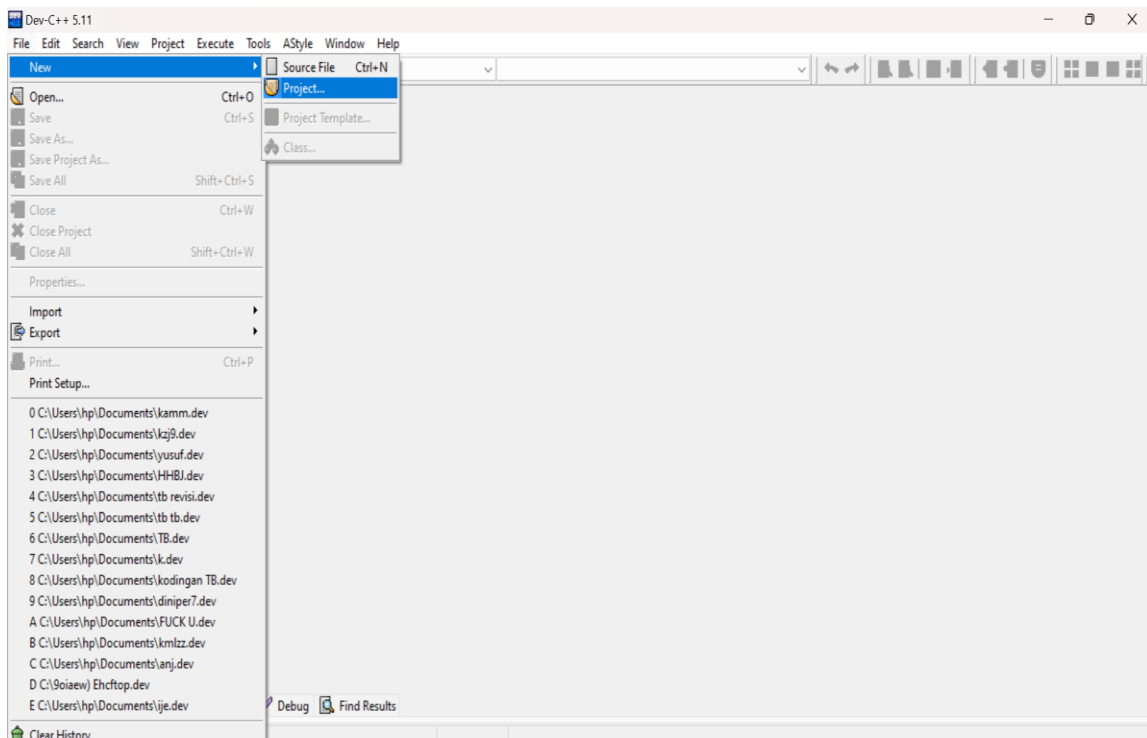 Dev-C++ 5.11
File Edit Search View Project Execute Tools AStyle Window Help
New
Source File Ctrl+N
Project...
Project Template...
Class...
Open... Ctrl+O
Save Ctrl+S
Save As...
Save Project As...
Save All Shift+Ctrl+S
Close Ctrl+W
Close Project
Close All Shift+Ctrl+W
Properties...
Import
Export
Print... Ctrl+P
Print Setup...
0 C:\Users\hp\Documents\kamm.dev
1 C:\Users\hp\Documents\kzj9.dev
2 C:\Users\hp\Documents\yusuf.dev
3 C:\Users\hp\Documents\HHBJ.dev
4 C:\Users\hp\Documents\tb revisi.dev
5 C:\Users\hp\Documents\tb tb.dev
6 C:\Users\hp\Documents\TB.dev
7 C:\Users\hp\Documents\k.dev
8 C:\Users\hp\Documents\kodingan TB.dev
9 C:\Users\hp\Documents\diniper7.dev
A C:\Users\hp\Documents\FUCK U.dev
B C:\Users\hp\Documents\kmlzz.dev
C C:\Users\hp\Documents\anj.dev
D C:\9oiaew) Ehcftop.dev
E C:\Users\hp\Documents\ije.dev
Debug Find Results
Clear History